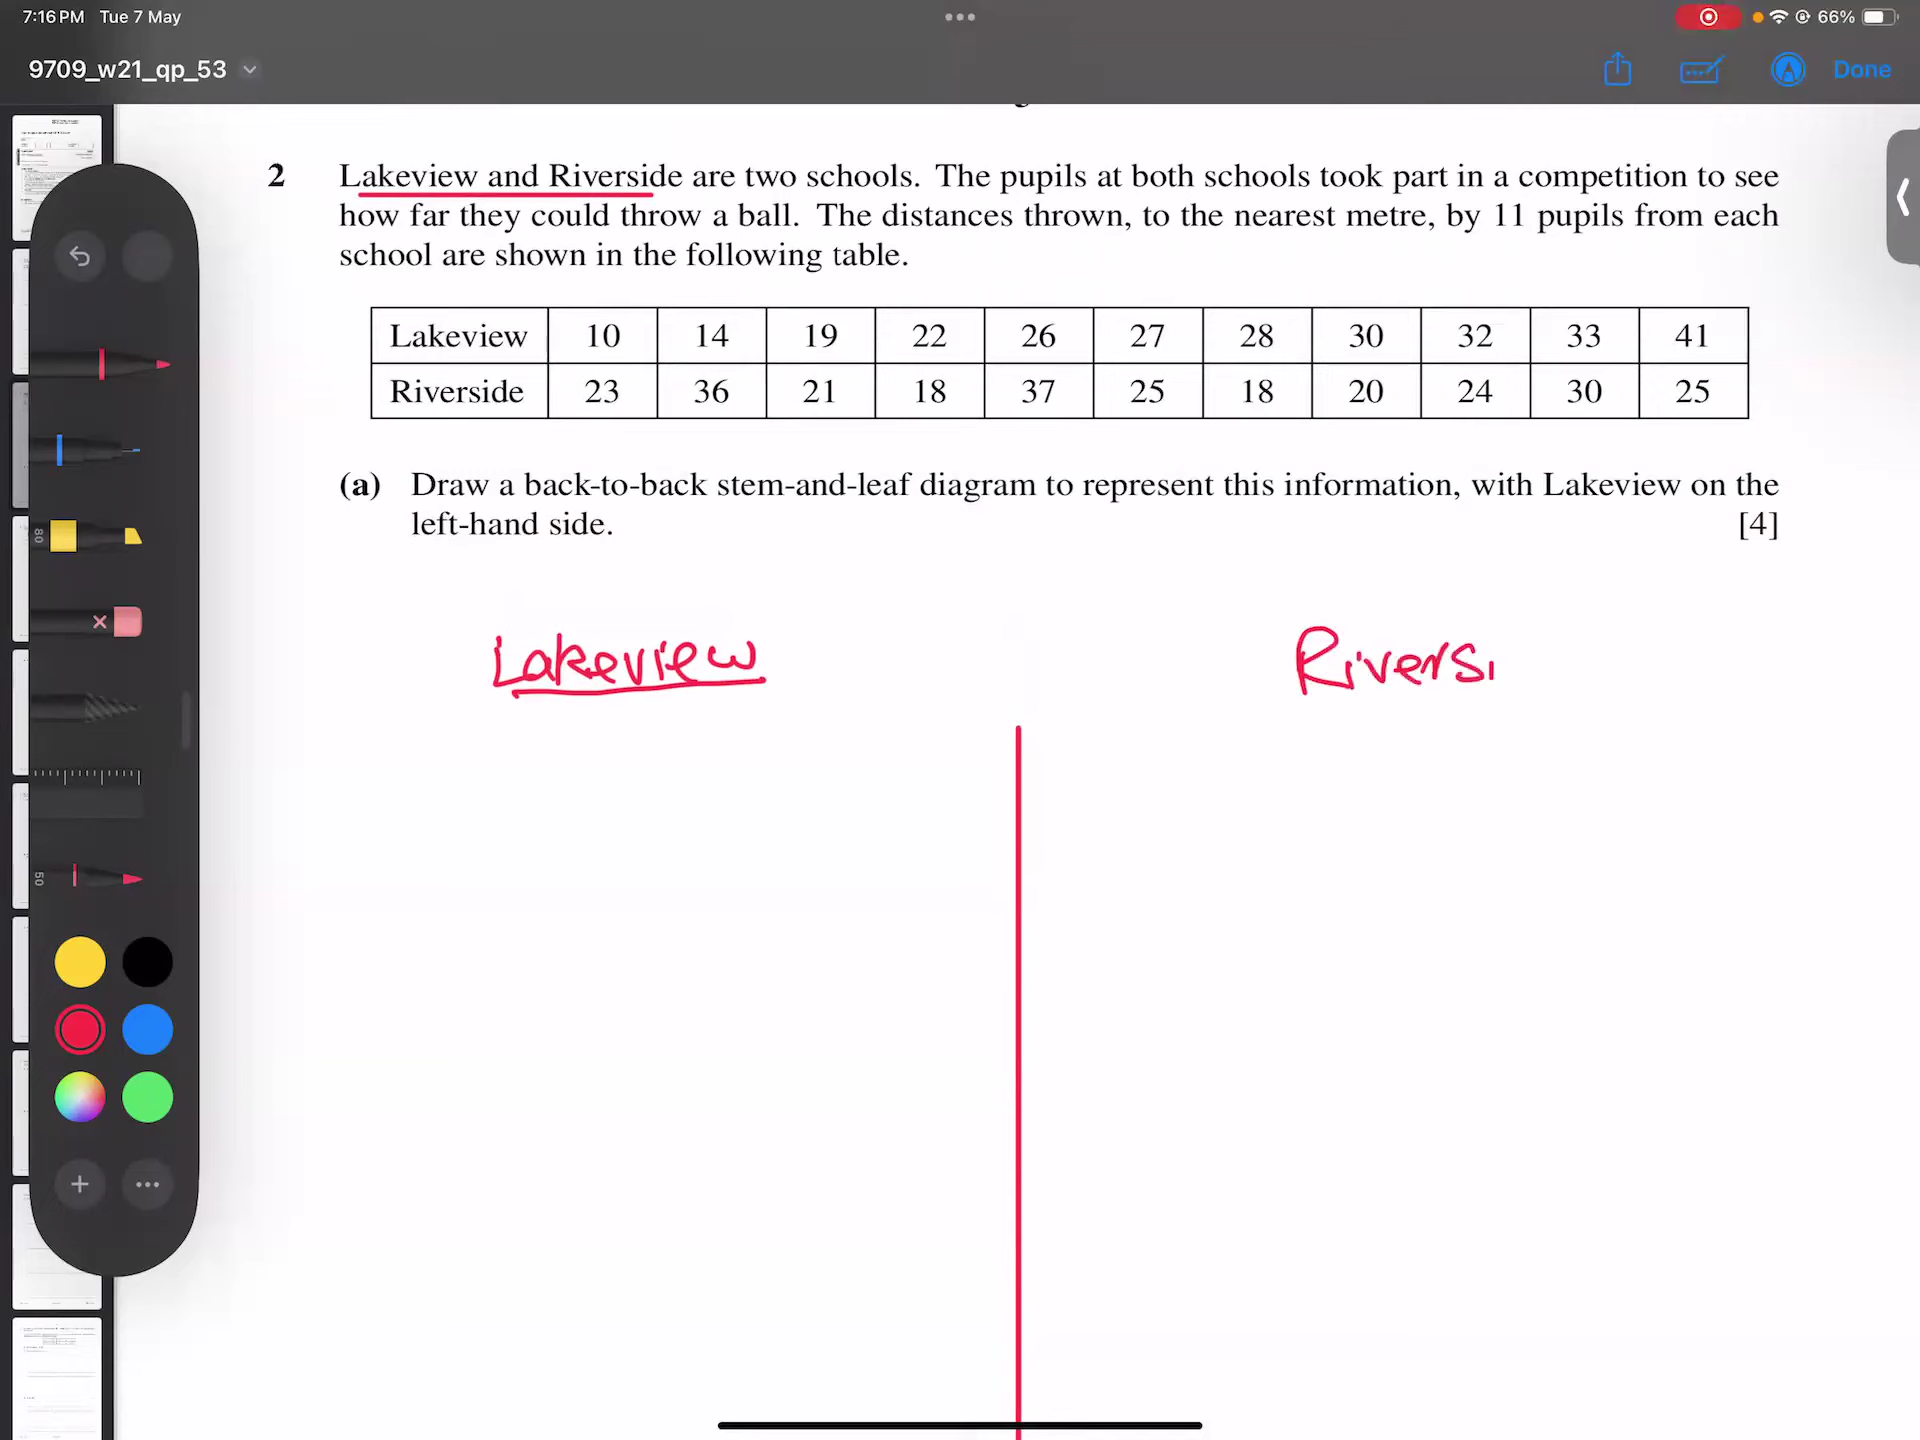 7:16 PM Tue 7 May
66%
9709_w21_qp_53
Done
2 Lakeview and Riverside are two schools. The pupils at both schools took part in a competition to see
how far they could throw a ball. The distances thrown, to the nearest metre, by 11 pupils from each
school are shown in the following table.
Lakeview 10 14 19 22 26 27 28 30 32 33 41
Riverside 23 36 21 18 37 25 18 20 24 30 25
(a) Draw a back-to-back stem-and-leaf diagram to represent this information, with Lakeview on the
left-hand side. [4]
Lakeview Riversı
80
50